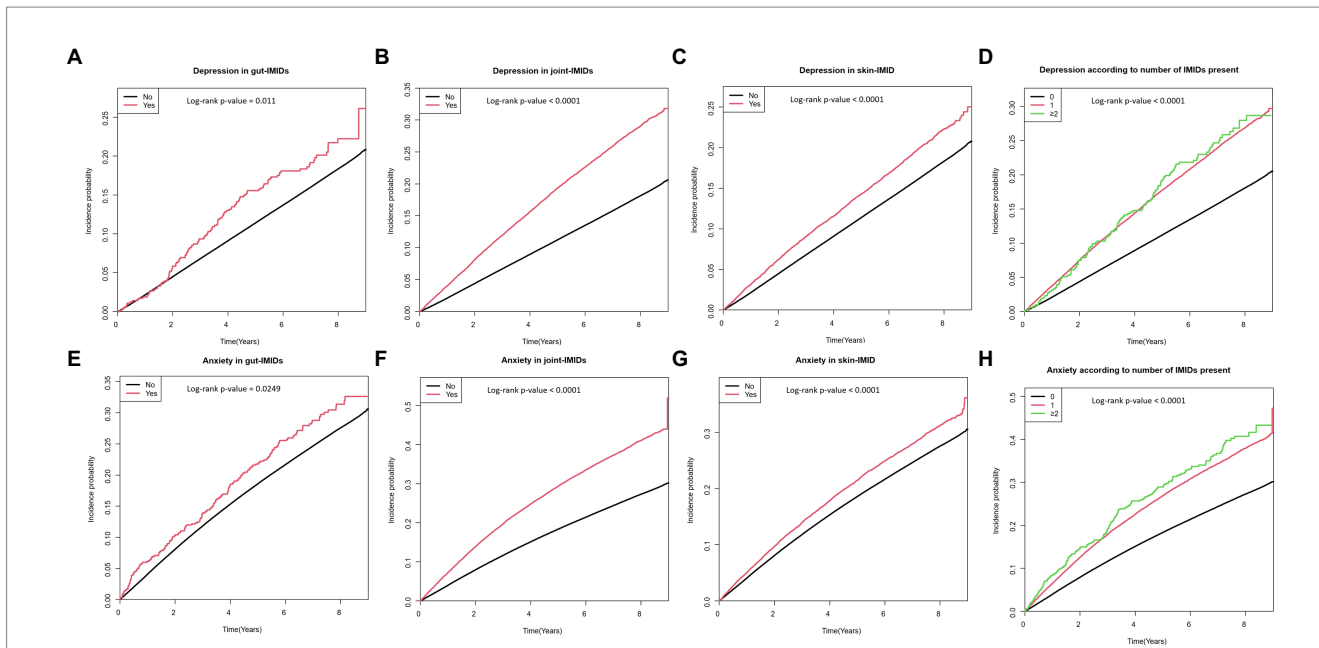 A
Depression in gut-IMIDs
No
Yes
Log-rank p-value = 0.011
Incidence probability
0.00
0.05
0.10
0.15
0.20
0.25
0 2 4 6 8
Time(Years)
B
Depression in joint-IMIDs
No
Yes
Log-rank p-value < 0.0001
Incidence probability
0.00
0.05
0.10
0.15
0.20
0.25
0.30
0.35
0 2 4 6 8
Time(Years)
C
Depression in skin-IMID
No
Yes
Log-rank p-value < 0.0001
Incidence probability
0.00
0.05
0.10
0.15
0.20
0.25
0 2 4 6 8
Time(Years)
D
Depression according to number of IMIDs present
0
1
≥2
Log-rank p-value < 0.0001
Incidence probability
0.00
0.05
0.10
0.15
0.20
0.25
0.30
0 2 4 6 8
Time(Years)
E
Anxiety in gut-IMIDs
No
Yes
Log-rank p-value = 0.0249
Incidence probability
0.00
0.05
0.10
0.15
0.20
0.25
0.30
0.35
0 2 4 6 8
Time(Years)
F
Anxiety in joint-IMIDs
No
Yes
Log-rank p-value < 0.0001
Incidence probability
0.0
0.1
0.2
0.3
0.4
0.5
0 2 4 6 8
Time(Years)
G
Anxiety in skin-IMID
No
Yes
Log-rank p-value < 0.0001
Incidence probability
0.0
0.1
0.2
0.3
0 2 4 6 8
Time(Years)
H
Anxiety according to number of IMIDs present
0
1
≥2
Log-rank p-value < 0.0001
Incidence probability
0.0
0.1
0.2
0.3
0.4
0.5
0 2 4 6 8
Time(Years)